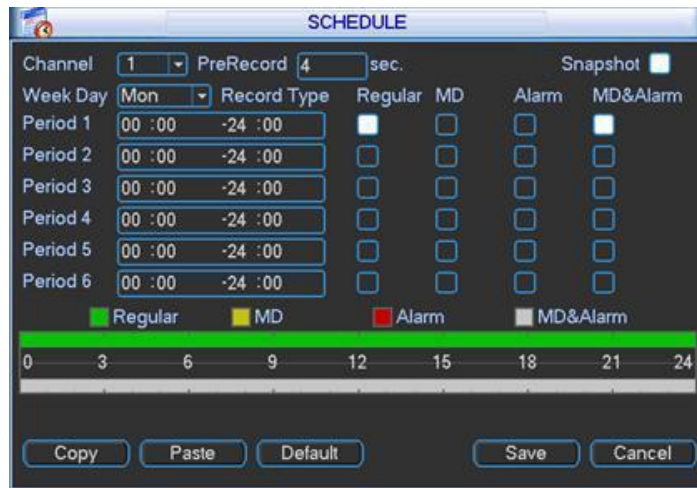 SCHEDULE
Channel 1 PreRecord 4 sec. Snapshot
Week Day Mon Record Type Regular MD Alarm MD&Alarm
Period 1 00 :00 -24 :00
Period 2 00 :00 -24 :00
Period 3 00 :00 -24 :00
Period 4 00 :00 -24 :00
Period 5 00 :00 -24 :00
Period 6 00 :00 -24 :00
Regular MD Alarm MD&Alarm
0 3 6 9 12 15 18 21 24
Copy Paste Default Save Cancel